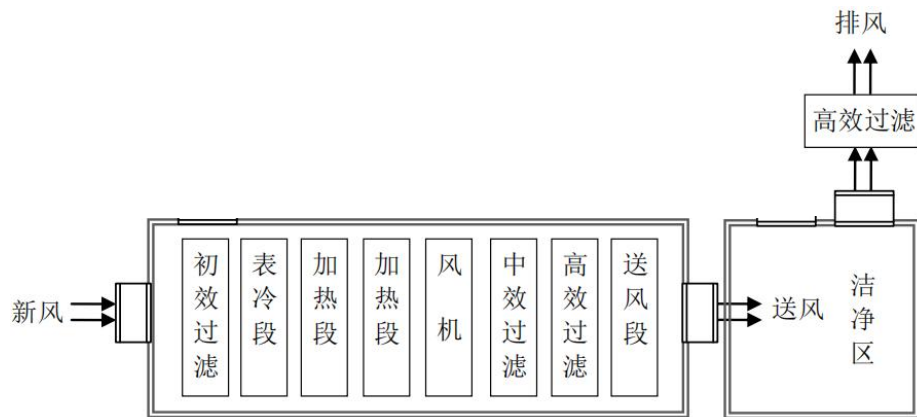 排风
高效过滤
新风
初效过滤
表冷段
加热段
加热段
风机
中效过滤
高效过滤
送风段
送风
洁净区